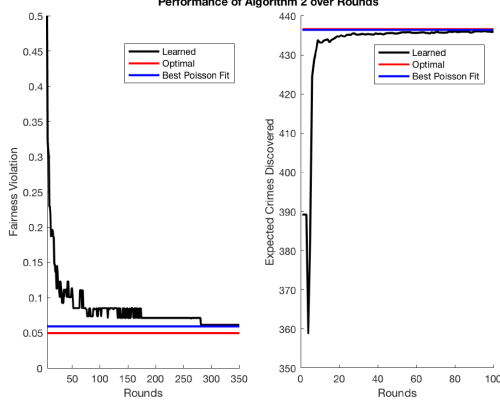 Performance of Algorithm 2 over Rounds
0.5
0.45
0.4
0.35
0.3
0.25
0.2
0.15
0.1
0.05
0
Fairness Violation
50 100 150 200 250 300 350
Rounds
Learned
Optimal
Best Poisson Fit
440
430
420
410
400
390
380
370
360
350
Expected Crimes Discovered
0 20 40 60 80 100
Rounds
Learned
Optimal
Best Poisson Fit